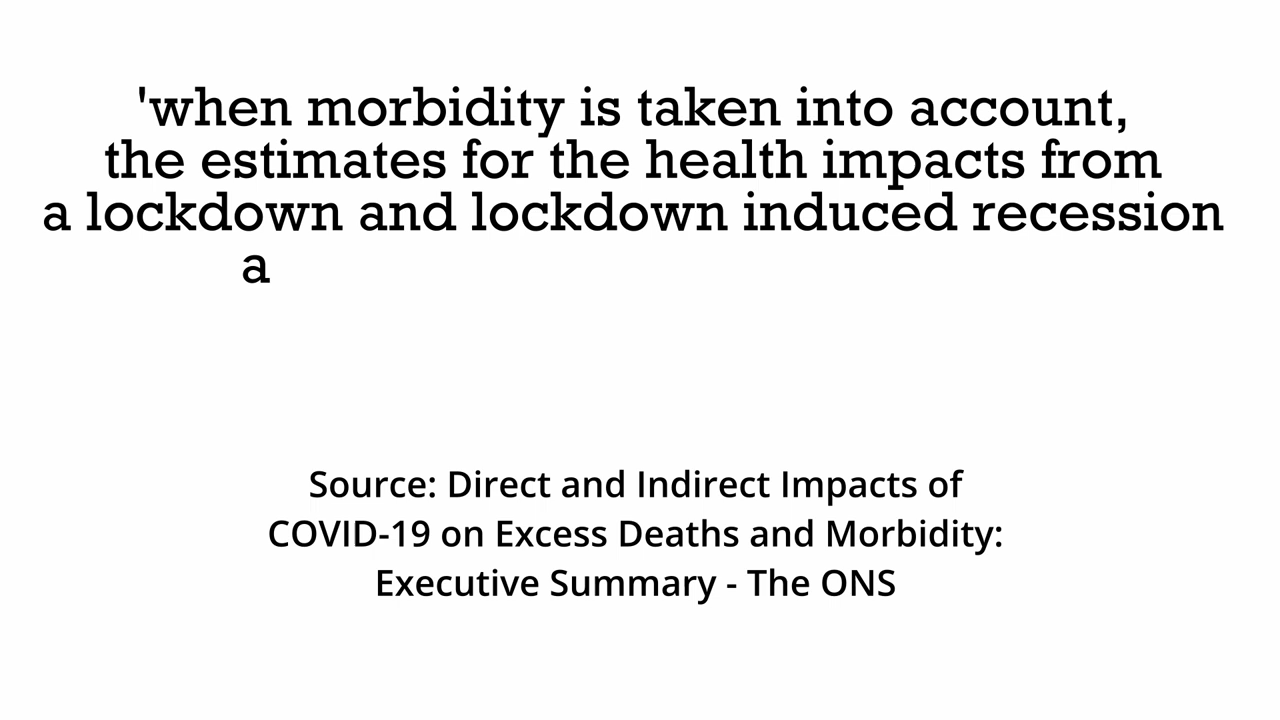 'when morbidity is taken into account,
the estimates for the health impacts from
a lockdown and lockdown induced recession
a
Source: Direct and Indirect Impacts of
COVID-19 on Excess Deaths and Morbidity:
Executive Summary - The ONS